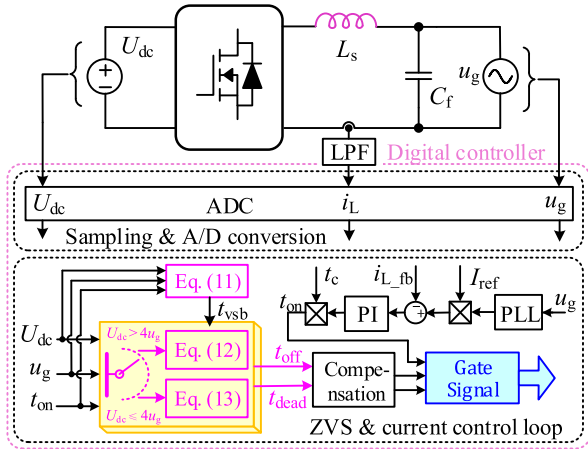 U_dc
L_s
C_f
u_g
LPF
Digital controller
U_dc ADC i_L u_g
Sampling & A/D conversion
Eq. (11)
t_vsb
t_c i_L_fb I_ref
t_on PI + PLL u_g
U_dc
u_g
t_on
U_dc>4u_g
U_dc≤4u_g
Eq. (12)
Eq. (13)
t_off
t_dead
Compe-
nsation
Gate
Signal
ZVS & current control loop